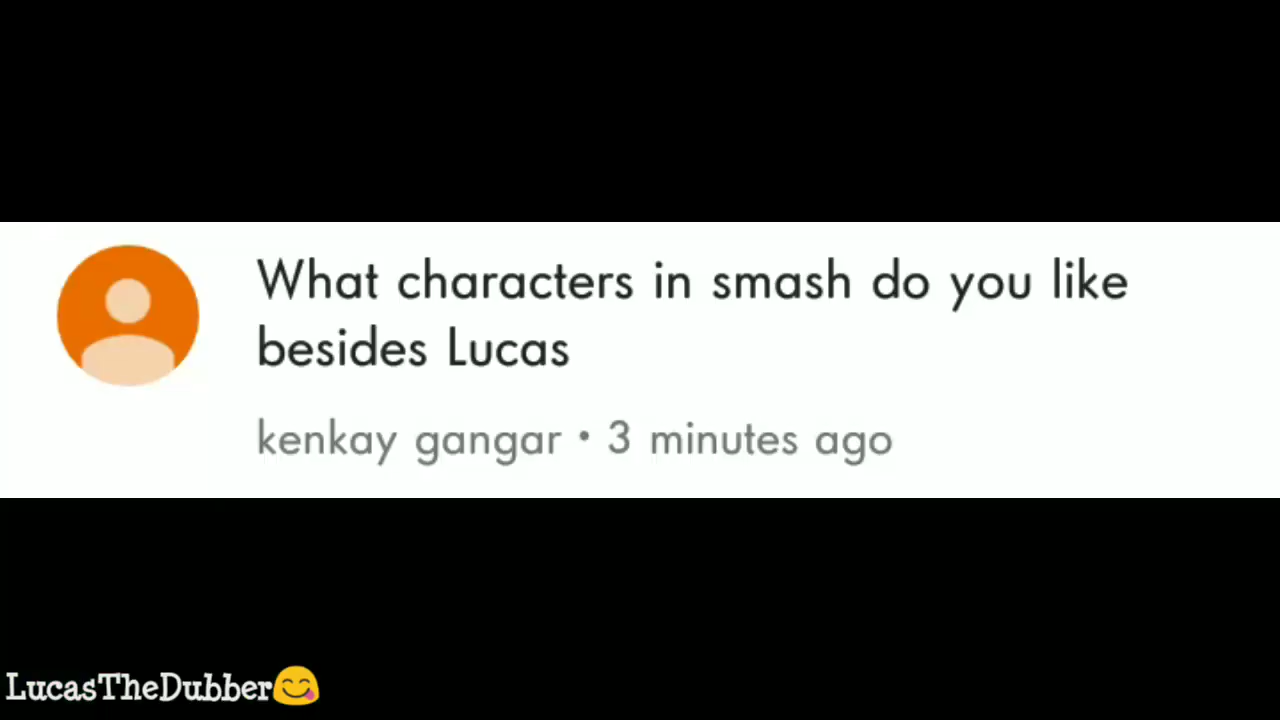 What characters in smash do you like
besides Lucas
kenkay gangar • 3 minutes ago
LucasTheDubber😋